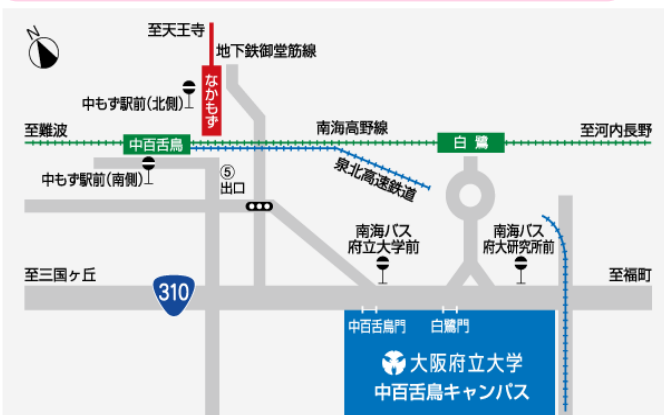 N
至天王寺
地下鉄御堂筋線
なかもず
中もず駅前(北側)
至難波
南海高野線
至河内長野
中百舌鳥
白鷺
中もず駅前(南側)
⑤
出口
泉北高速鉄道
南海バス
府立大学前
南海バス
府大研究所前
至三国ヶ丘
310
至福町
中百舌鳥門
白鷺門
大阪府立大学
中百舌鳥キャンパス